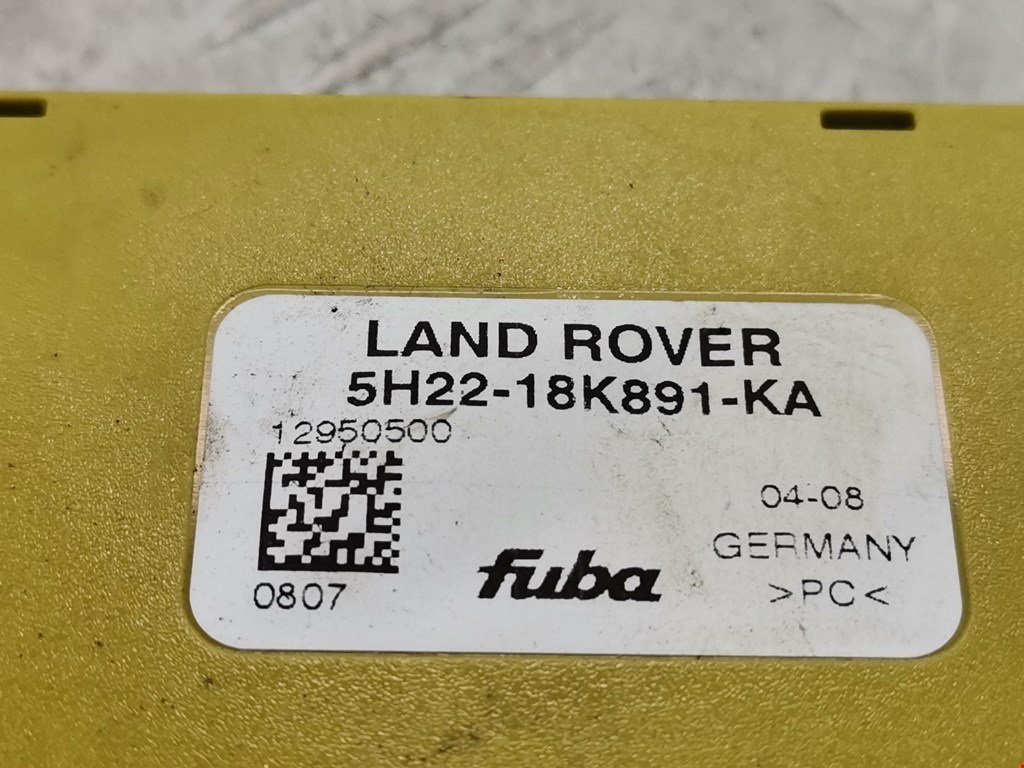 LAND ROVER
5H22-18K891-KA
12950500
04-08
GERMANY
0807
fuba
>PC<